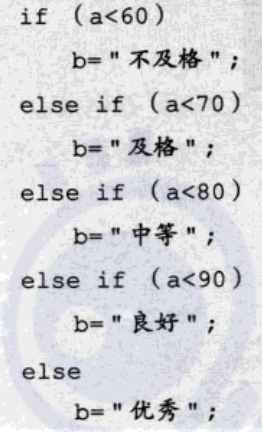 if (a<60)
b="不及格";
else if (a<70)
b="及格";
else if (a<80)
b="中等";
else if (a<90)
b="良好";
else
b="优秀";